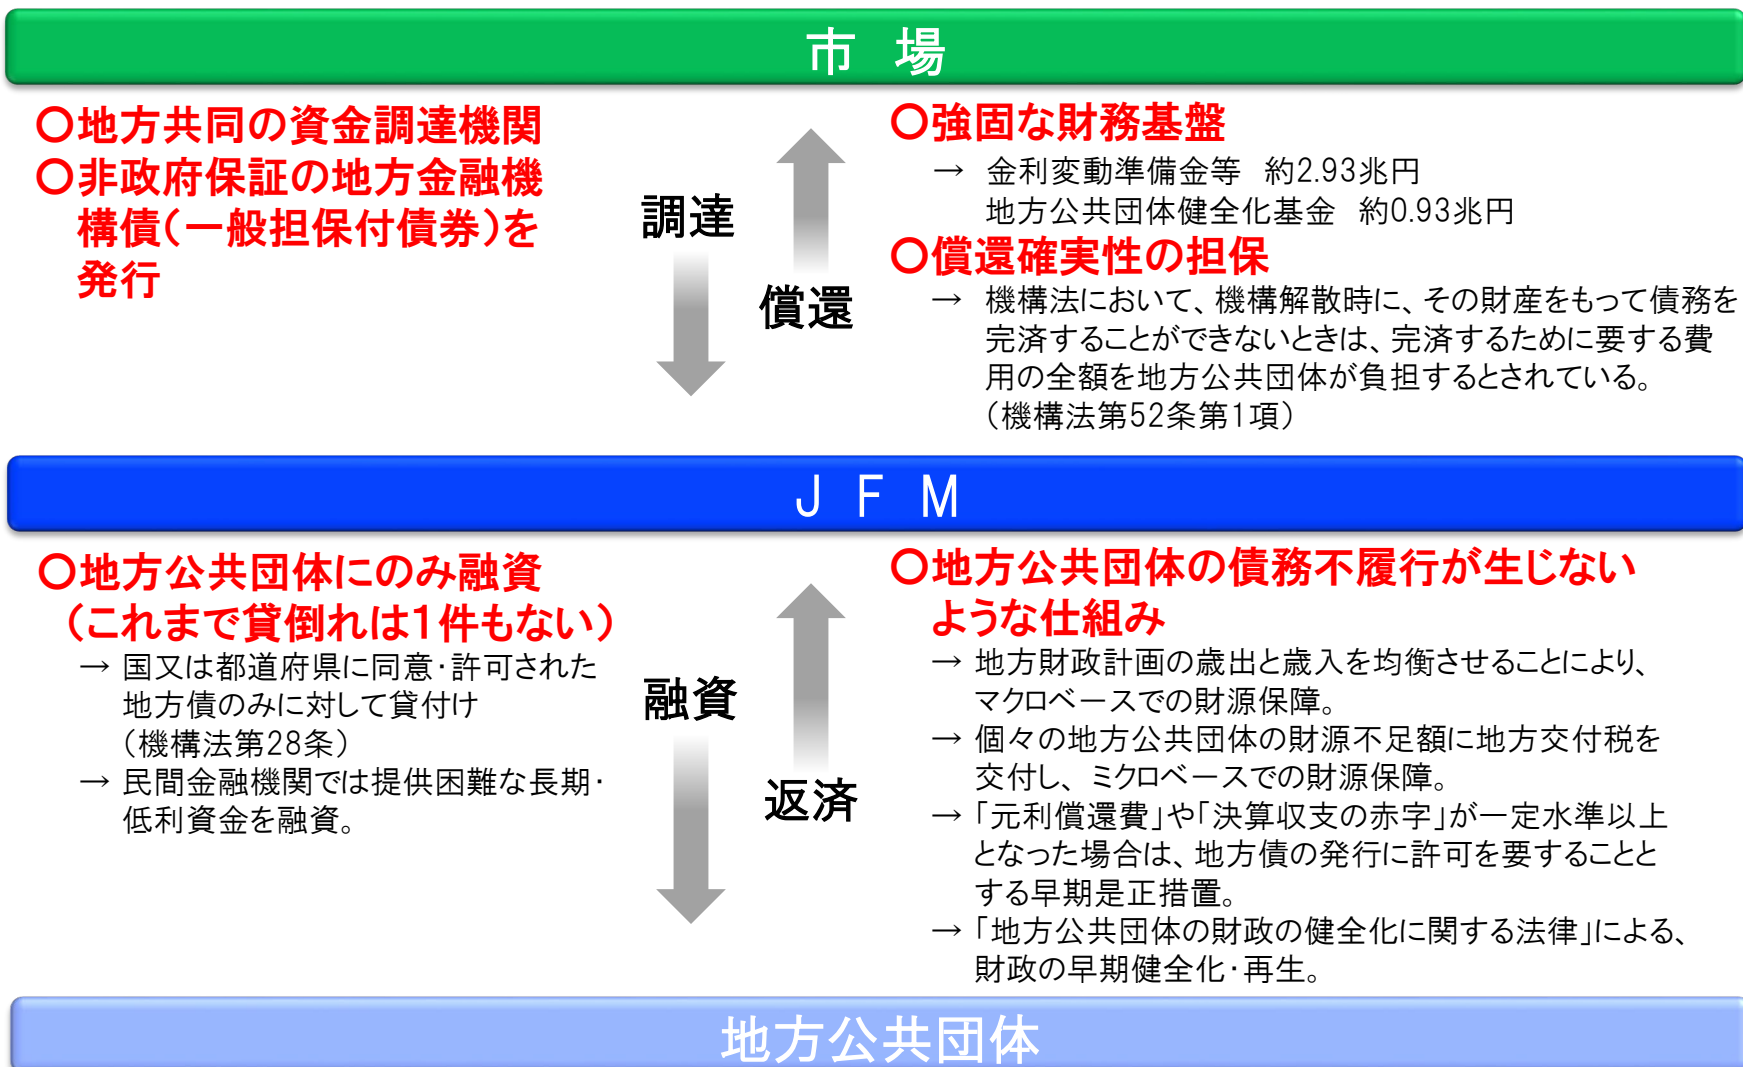 市 場
〇地方共同の資金調達機関
〇非政府保証の地方金融機
構債(一般担保付債券)を
発行
調達
償還
〇強固な財務基盤
→ 金利変動準備金等 約2.93兆円
地方公共団体健全化基金 約0.93兆円
〇償還確実性の担保
→ 機構法において、機構解散時に、その財産をもって債務を
完済することができないときは、完済するために要する費
用の全額を地方公共団体が負担するとされている。
(機構法第52条第1項)
J F M
〇地方公共団体にのみ融資
(これまで貸倒れは1件もない)
→ 国又は都道府県に同意・許可された
地方債のみに対して貸付け
(機構法第28条)
→ 民間金融機関では提供困難な長期・
低利資金を融資。
融資
返済
〇地方公共団体の債務不履行が生じない
ような仕組み
→ 地方財政計画の歳出と歳入を均衡させることにより、
マクロベースでの財源保障。
→ 個々の地方公共団体の財源不足額に地方交付税を
交付し、ミクロベースでの財源保障。
→ 「元利償還費」や「決算収支の赤字」が一定水準以上
となった場合は、地方債の発行に許可を要することと
する早期是正措置。
→ 「地方公共団体の財政の健全化に関する法律」による、
財政の早期健全化・再生。
地方公共団体